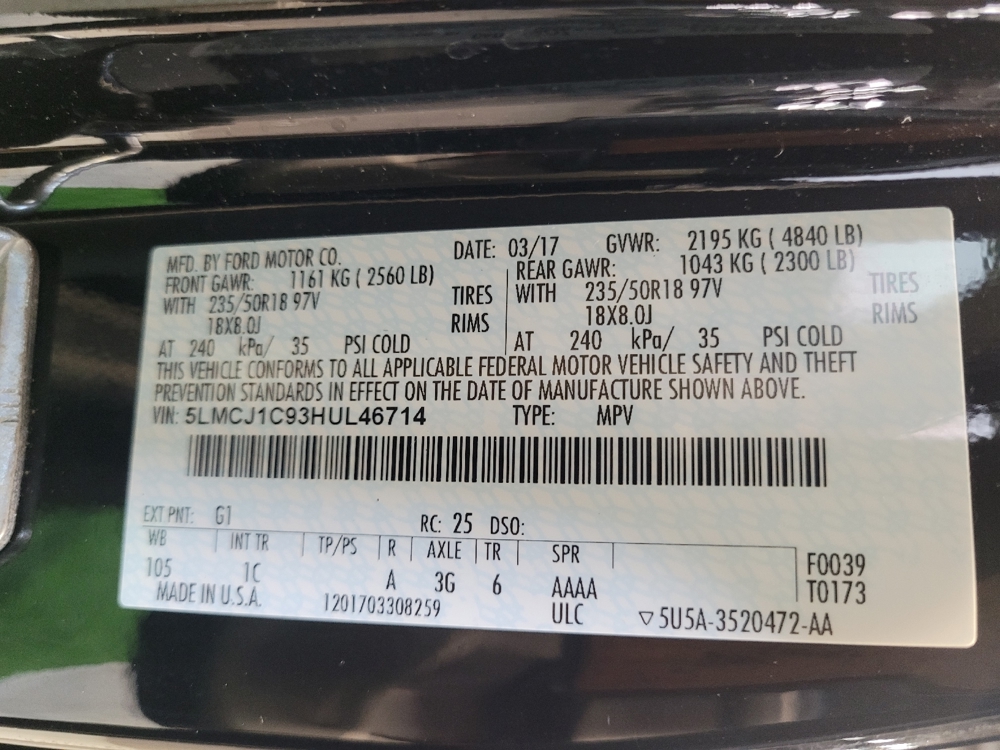 MFD. BY FORD MOTOR CO. DATE: 03/17 GVWR: 2195 KG ( 4840 LB)
FRONT GAWR: 1161 KG ( 2560 LB) REAR GAWR: 1043 KG ( 2300 LB)
WITH 235/50R18 97V TIRES WITH 235/50R18 97V TIRES
18X8.0J RIMS 18X8.0J RIMS
AT 240 kPa/ 35 PSI COLD AT 240 kPa/ 35 PSI COLD
THIS VEHICLE CONFORMS TO ALL APPLICABLE FEDERAL MOTOR VEHICLE SAFETY AND THEFT
PREVENTION STANDARDS IN EFFECT ON THE DATE OF MANUFACTURE SHOWN ABOVE.
VIN: 5LMCJ1C93HUL46714 TYPE: MPV
EXT PNT: G1 RC: 25 DSO:
WB INT TR TP/PS R AXLE TR SPR F0039
105 1C A 3G 6 AAAA T0173
MADE IN U.S.A. 1201703308259 ULC ▽5U5A-3520472-AA